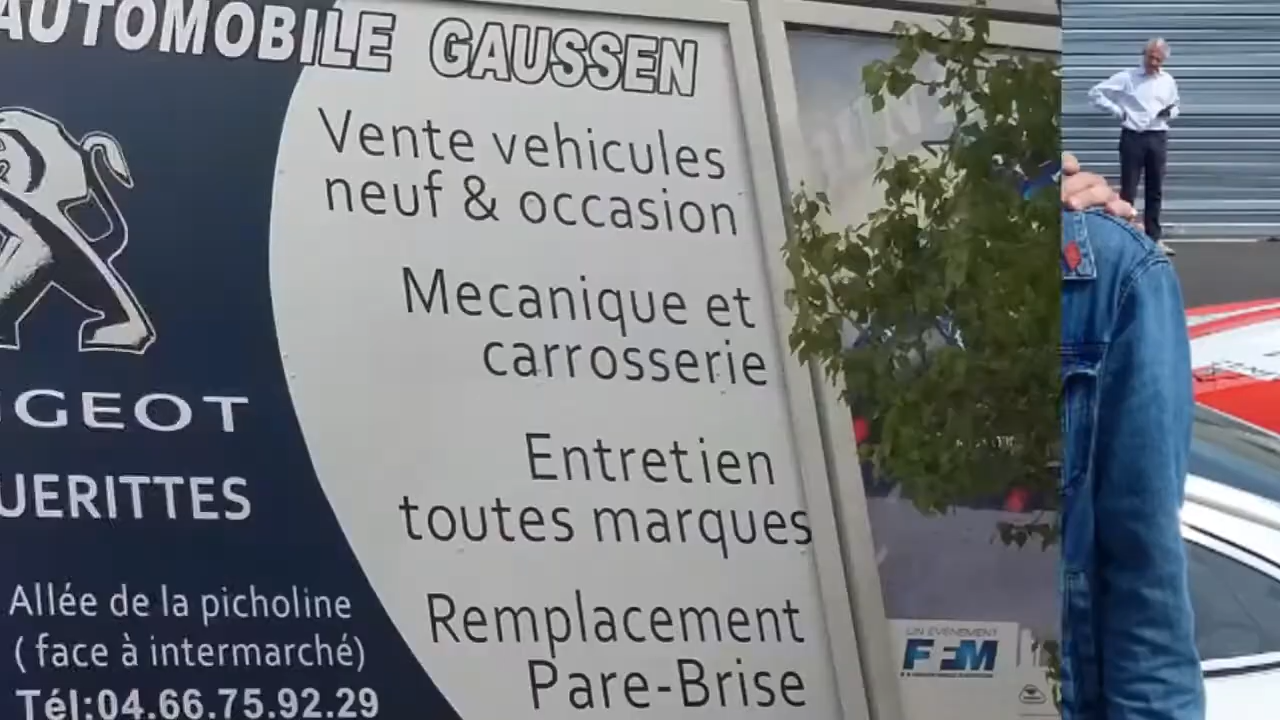 AUTOMOBILE GAUSSEN
Vente vehicules
neuf & occasion
Mecanique et
carrosserie
GEOT
UERITTES
Entretien
toutes marques
Allée de la picholine
( face à intermarché)
Tél:04.66.75.92.29
Remplacement
Pare-Brise
UN EVENEMENT
FFM